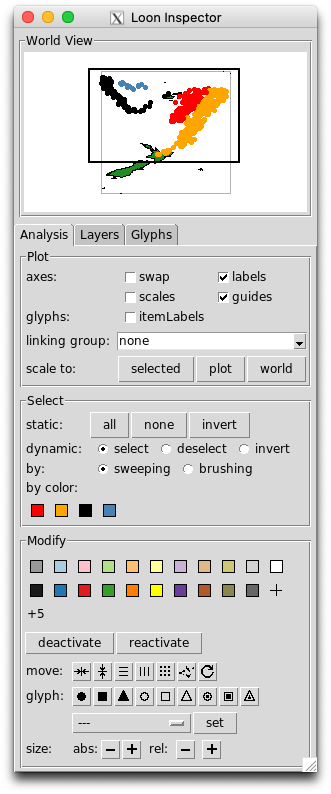 Loon Inspector
World View
Analysis Layers Glyphs
Plot
axes: swap labels
scales guides
glyphs: itemLabels
linking group: none
scale to: selected plot world
Select
static: all none invert
dynamic: select deselect invert
by: sweeping brushing
by color:
Modify
+5
deactivate reactivate
move:
glyph:
--- set
size: abs: − + rel: − +